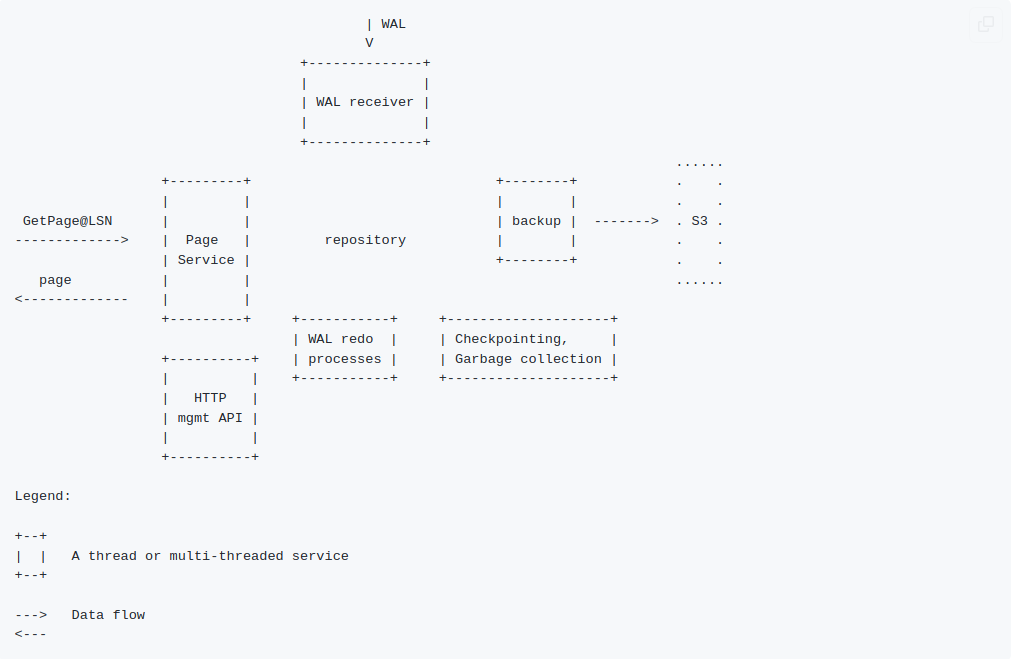 | WAL
                                           V
                                   +--------------+
                                   |              |
                                   | WAL receiver |
                                   |              |
                                   +--------------+
                                                                                 ......
                  +---------+                              +--------+            .    .
                  |         |                              |        |            .    .
 GetPage@LSN      |         |                              | backup |  ------->  . S3 .
------------->    |  Page   |         repository           |        |            .    .
                  | Service |                              +--------+            .    .
   page           |         |                                                    ......
<-------------    |         |
                  +---------+     +-----------+     +--------------------+
                                  | WAL redo  |     | Checkpointing,     |
                  +----------+    | processes |     | Garbage collection |
                  |          |    +-----------+     +--------------------+
                  |   HTTP   |
                  | mgmt API |
                  |          |
                  +----------+

Legend:

+--+
|  |   A thread or multi-threaded service
+--+

--->   Data flow
<---